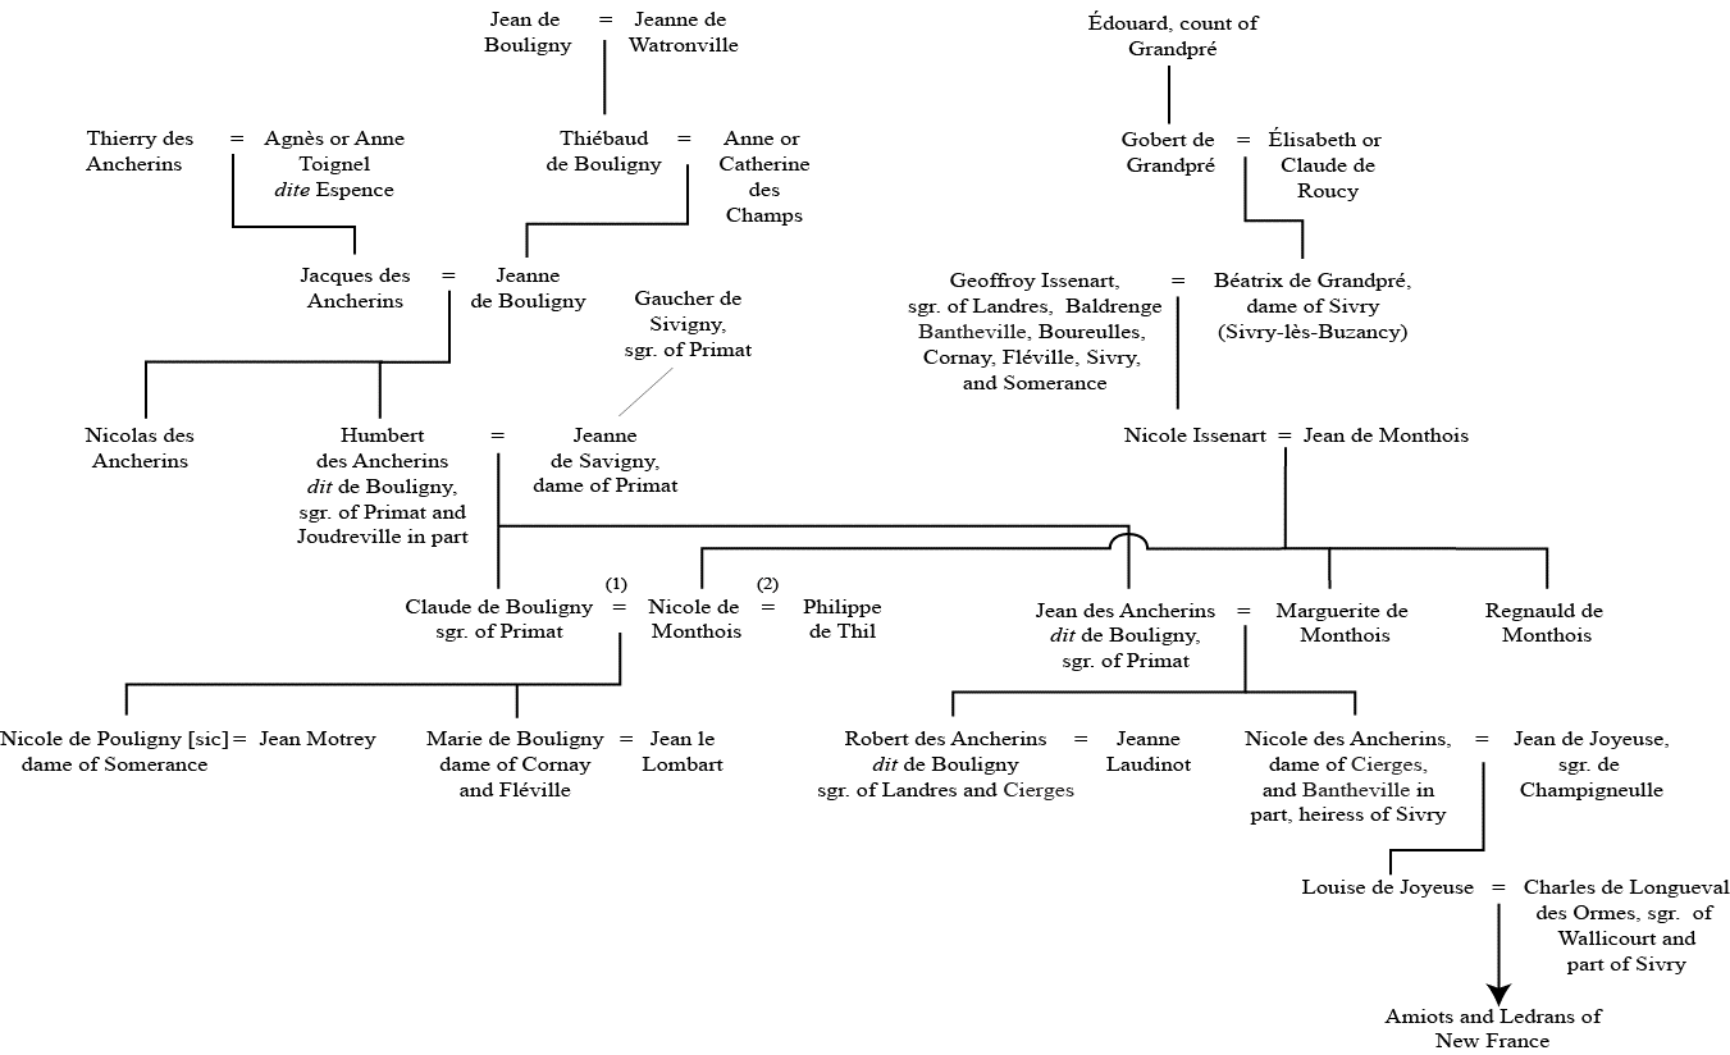 Jean de = Jeanne de
Bouligny Watronville
Édouard, count of
Grandpré
Thierry des = Agnès or Anne
Ancherins Toignel
dite Espence
Thiébaud = Anne or
de Bouligny Catherine
des
Champs
Gobert de = Élisabeth or
Grandpré Claude de
Roucy
Jacques des = Jeanne
Ancherins de Bouligny
Gaucher de
Sivigny,
sgr. of Primat
Geoffroy Issenart, =
sgr. of Landres, Baldrenge
Bantheville, Boureulles,
Cornay, Fléville, Sivry,
and Somerance
Béatrix de Grandpré,
dame of Sivry
(Sivry-lès-Buzancy)
Nicolas des
Ancherins
Humbert =
des Ancherins
dit de Bouligny,
sgr. of Primat and
Joudreville in part
Jeanne
de Savigny,
dame of Primat
Nicole Issenart = Jean de Monthois
(1) (2)
Claude de Bouligny = Nicole de = Philippe
sgr. of Primat Monthois de Thil
Jean des Ancherins = Marguerite de
dit de Bouligny, Monthois
sgr. of Primat
Regnauld de
Monthois
Nicole de Pouligny [sic] = Jean Motrey
dame of Somerance
Marie de Bouligny = Jean le
dame of Cornay Lombart
and Fléville
Robert des Ancherins = Jeanne
dit de Bouligny Laudinot
sgr. of Landres and Cierges
Nicole des Ancherins, = Jean de Joyeuse,
dame of Cierges, sgr. de
and Bantheville in Champigneulle
part, heiress of Sivry
Louise de Joyeuse = Charles de Longueval
des Ormes, sgr. of
Wallicourt and
part of Sivry
Amiots and Ledrans of
New France